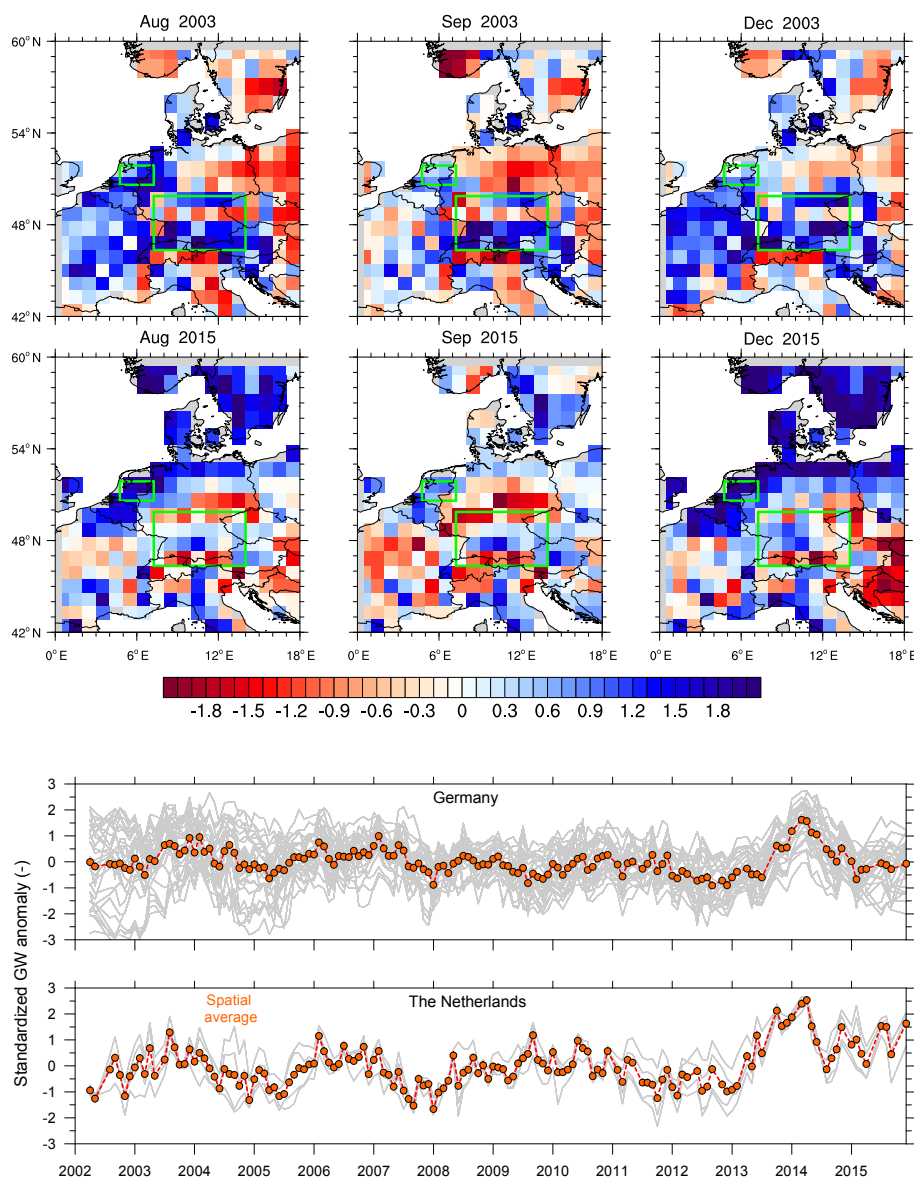 Aug 2003
Sep 2003
Dec 2003
60° N
54° N
48° N
42° N
Aug 2015
Sep 2015
Dec 2015
60° N
54° N
48° N
42° N
0° E 6° E 12° E 18° E
0° E 6° E 12° E 18° E
0° E 6° E 12° E 18° E
-1.8 -1.5 -1.2 -0.9 -0.6 -0.3 0 0.3 0.6 0.9 1.2 1.5 1.8
Standardized GW anomaly (-)
3
2
1
0
-1
-2
-3
Germany
3
2
1
0
-1
-2
-3
Spatial
average
The Netherlands
2002 2003 2004 2005 2006 2007 2008 2009 2010 2011 2012 2013 2014 2015